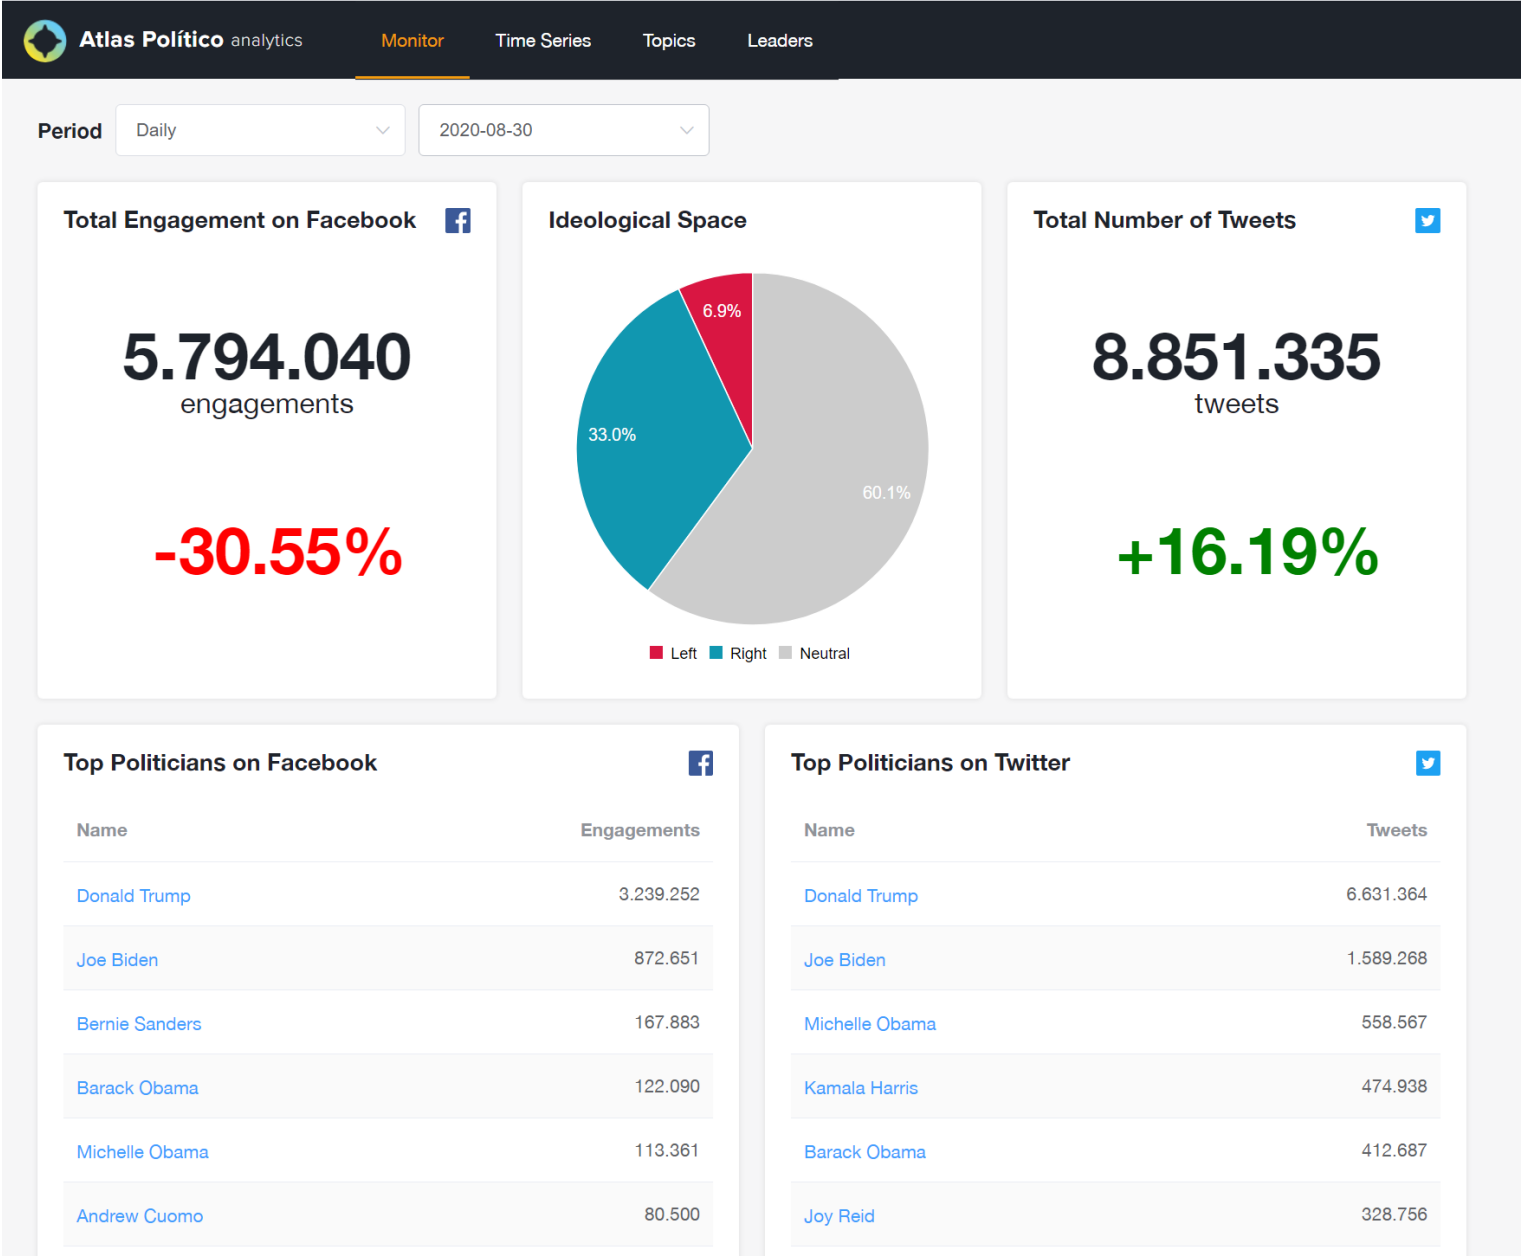 Atlas Político analytics Monitor Time Series Topics Leaders
Period Daily 2020-08-30
Total Engagement on Facebook
5.794.040
engagements
-30.55%
Ideological Space
6.9%
33.0%
60.1%
Left Right Neutral
Total Number of Tweets
8.851.335
tweets
+16.19%
Top Politicians on Facebook
Name Engagements
Donald Trump 3.239.252
Joe Biden 872.651
Bernie Sanders 167.883
Barack Obama 122.090
Michelle Obama 113.361
Andrew Cuomo 80.500
Top Politicians on Twitter
Name Tweets
Donald Trump 6.631.364
Joe Biden 1.589.268
Michelle Obama 558.567
Kamala Harris 474.938
Barack Obama 412.687
Joy Reid 328.756